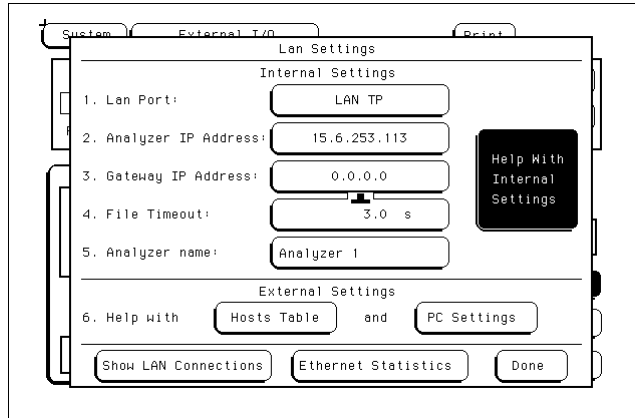 System External I/O Print
Lan Settings
Internal Settings
1. Lan Port: LAN TP
2. Analyzer IP Address: 15.6.253.113
3. Gateway IP Address: 0.0.0.0
4. File Timeout: 3.0 s
5. Analyzer name: Analyzer 1
Help With
Internal
Settings
External Settings
6. Help with Hosts Table and PC Settings
Show LAN Connections Ethernet Statistics Done